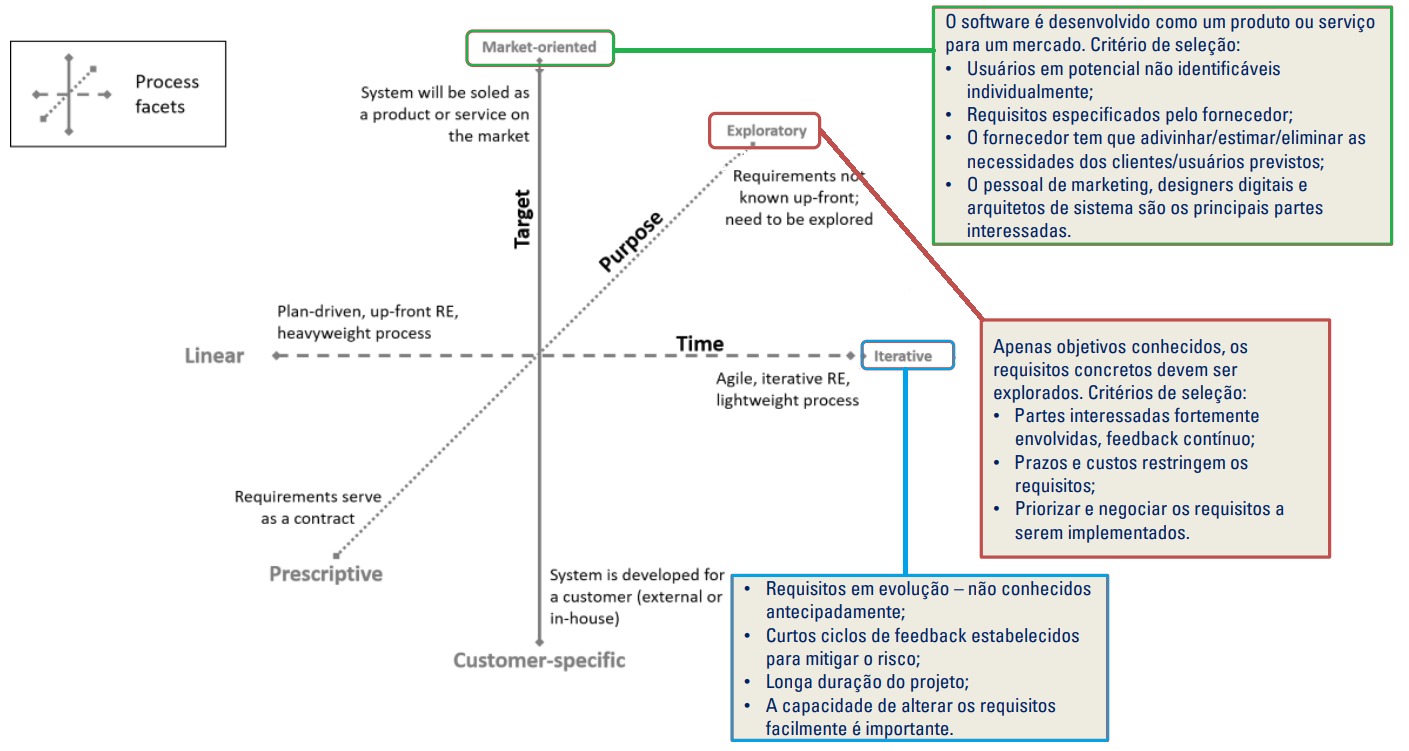 Process
facets
Market-oriented
System will be soled as
a product or service on
the market
Target
Exploratory
Requirements not
known up-front;
need to be explored
Purpose
O software é desenvolvido como um produto ou serviço
para um mercado. Critério de seleção:
• Usuários em potencial não identificáveis
individualmente;
• Requisitos especificados pelo fornecedor;
• O fornecedor tem que adivinhar/estimar/eliminar as
necessidades dos clientes/usuários previstos;
• O pessoal de marketing, designers digitais e
arquitetos de sistema são os principais partes
interessadas.
Plan-driven, up-front RE,
heavyweight process
Linear
Time
Iterative
Agile, iterative RE,
lightweight process
Apenas objetivos conhecidos, os
requisitos concretos devem ser
explorados. Critérios de seleção:
• Partes interessadas fortemente
envolvidas, feedback contínuo;
• Prazos e custos restringem os
requisitos;
• Priorizar e negociar os requisitos a
serem implementados.
Requirements serve
as a contract
Prescriptive
System is developed for
a customer (external or
in-house)
Customer-specific
• Requisitos em evolução – não conhecidos
antecipadamente;
• Curtos ciclos de feedback estabelecidos
para mitigar o risco;
• Longa duração do projeto;
• A capacidade de alterar os requisitos
facilmente é importante.